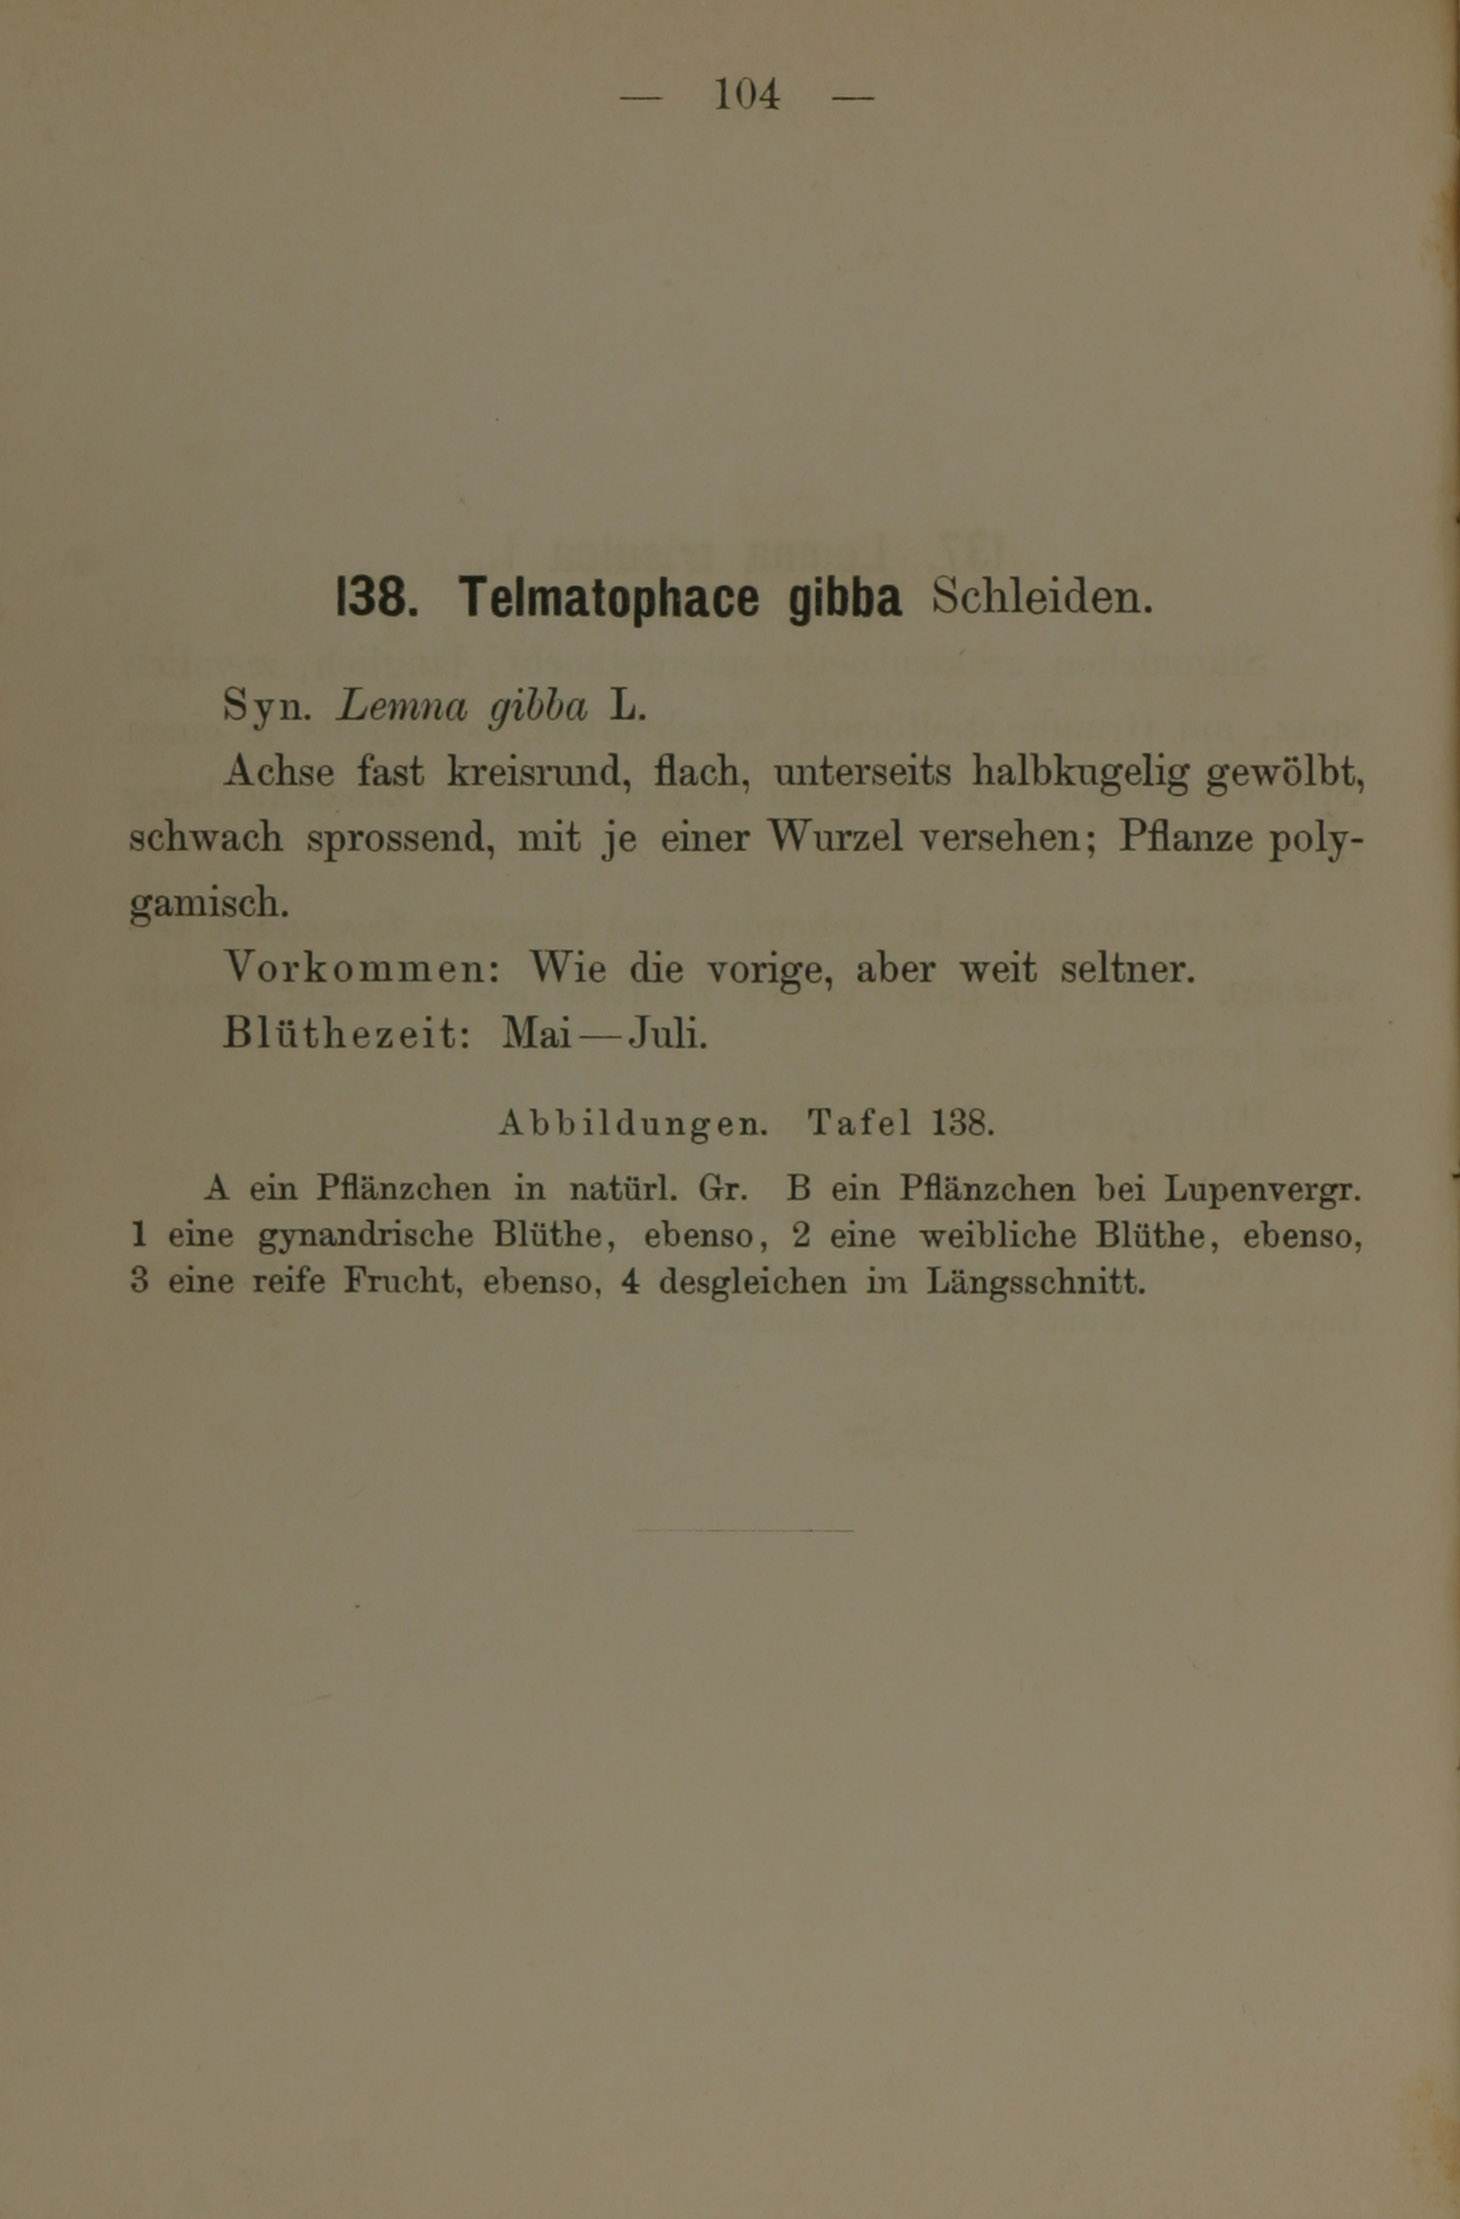 — 104 —
138. Telmatophace gibba Schleiden.
Syn. Lemna gibba L.
Achse fast kreisrund, flach, unterseits halbkugelig gewölbt,
schwach sprossend, mit je einer Wurzel versehen; Pflanze poly-
gamisch.
Vorkommen: Wie die vorige, aber weit seltner.
Blüthezeit: Mai—Juli.
Abbildungen. Tafel 138.
A ein Pflänzchen in natürl. Gr. B ein Pflänzchen bei Lupenvergr.
1 eine gynandrische Blüthe, ebenso, 2 eine weibliche Blüthe, ebenso,
3 eine reife Frucht, ebenso, 4 desgleichen im Längsschnitt.